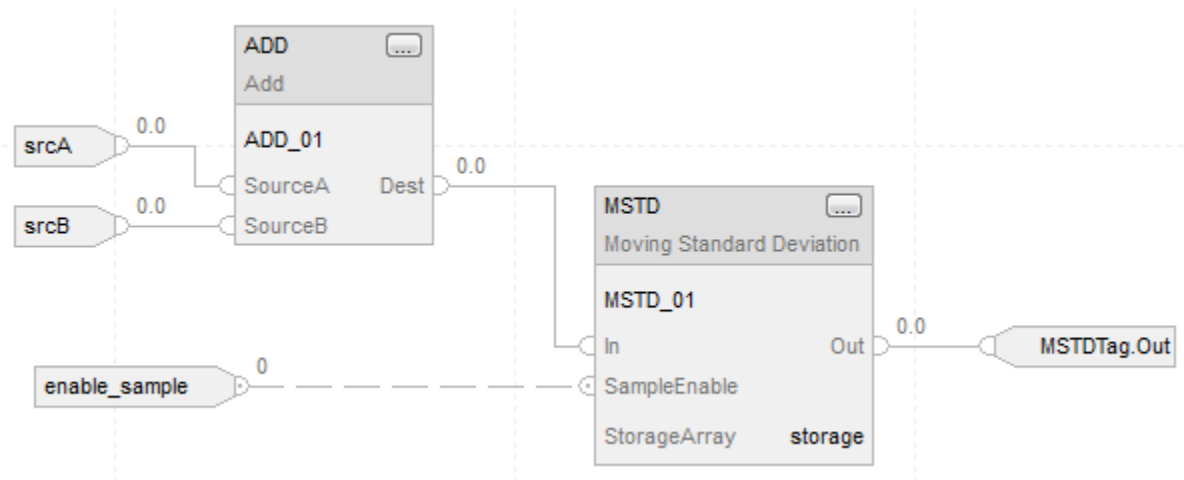 ADD ...
Add
ADD_01
srcA 0.0
SourceA Dest 0.0
srcB 0.0
SourceB
MSTD ...
Moving Standard Deviation
MSTD_01
In Out 0.0 MSTDTag.Out
enable_sample 0
SampleEnable
StorageArray storage